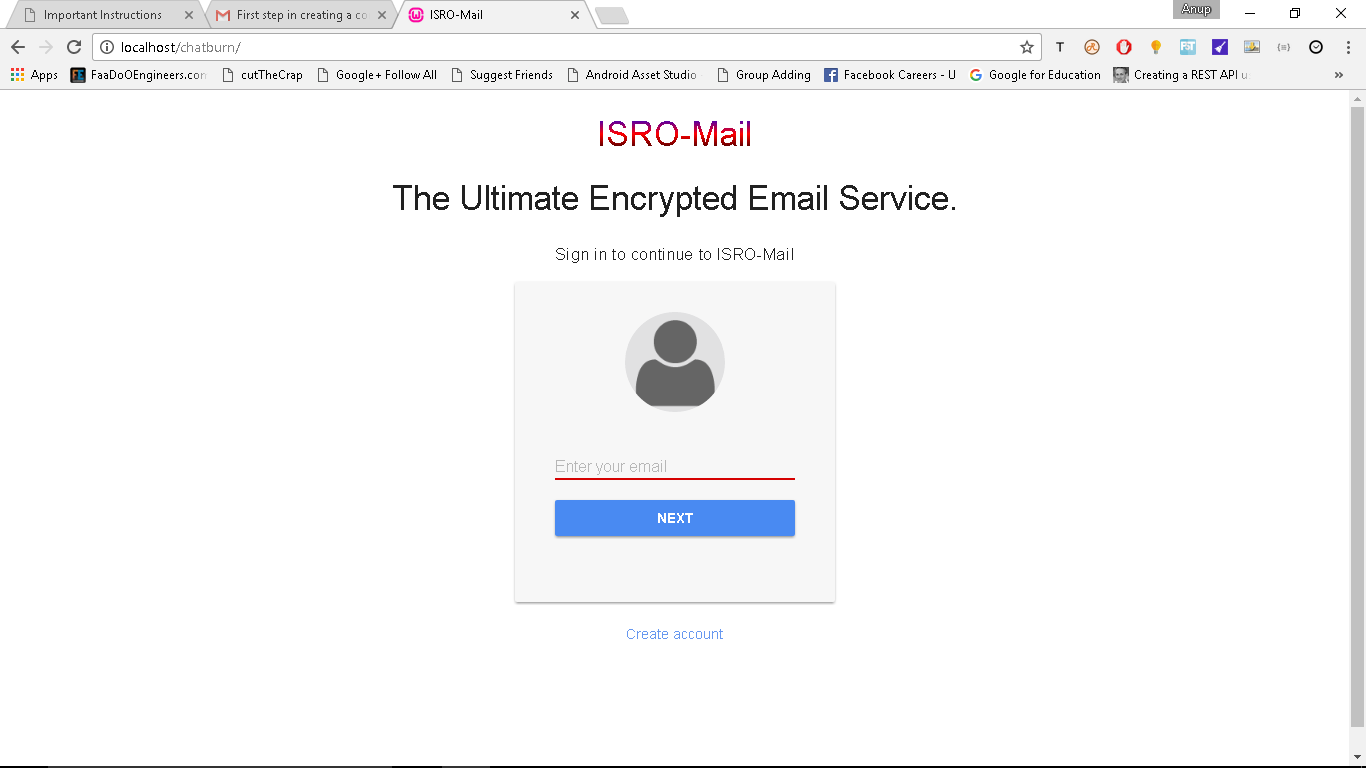 Important Instructions
First step in creating a co
ISRO-Mail
Anup
localhost/chatburn/
Apps
FaaDoOEngineers.com
cutTheCrap
Google+ Follow All
Suggest Friends
Android Asset Studio
Group Adding
Facebook Careers - U
Google for Education
Creating a REST API u
ISRO-Mail
The Ultimate Encrypted Email Service.
Sign in to continue to ISRO-Mail
Enter your email
NEXT
Create account